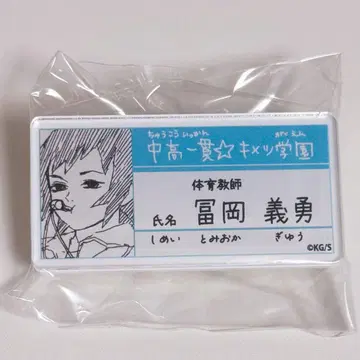 ちゅうこういっかん がくえん
中高一貫☆キメツ学園
体育教師
氏名 冨岡 義勇
しめい とみおか ぎゆう
©KG/S